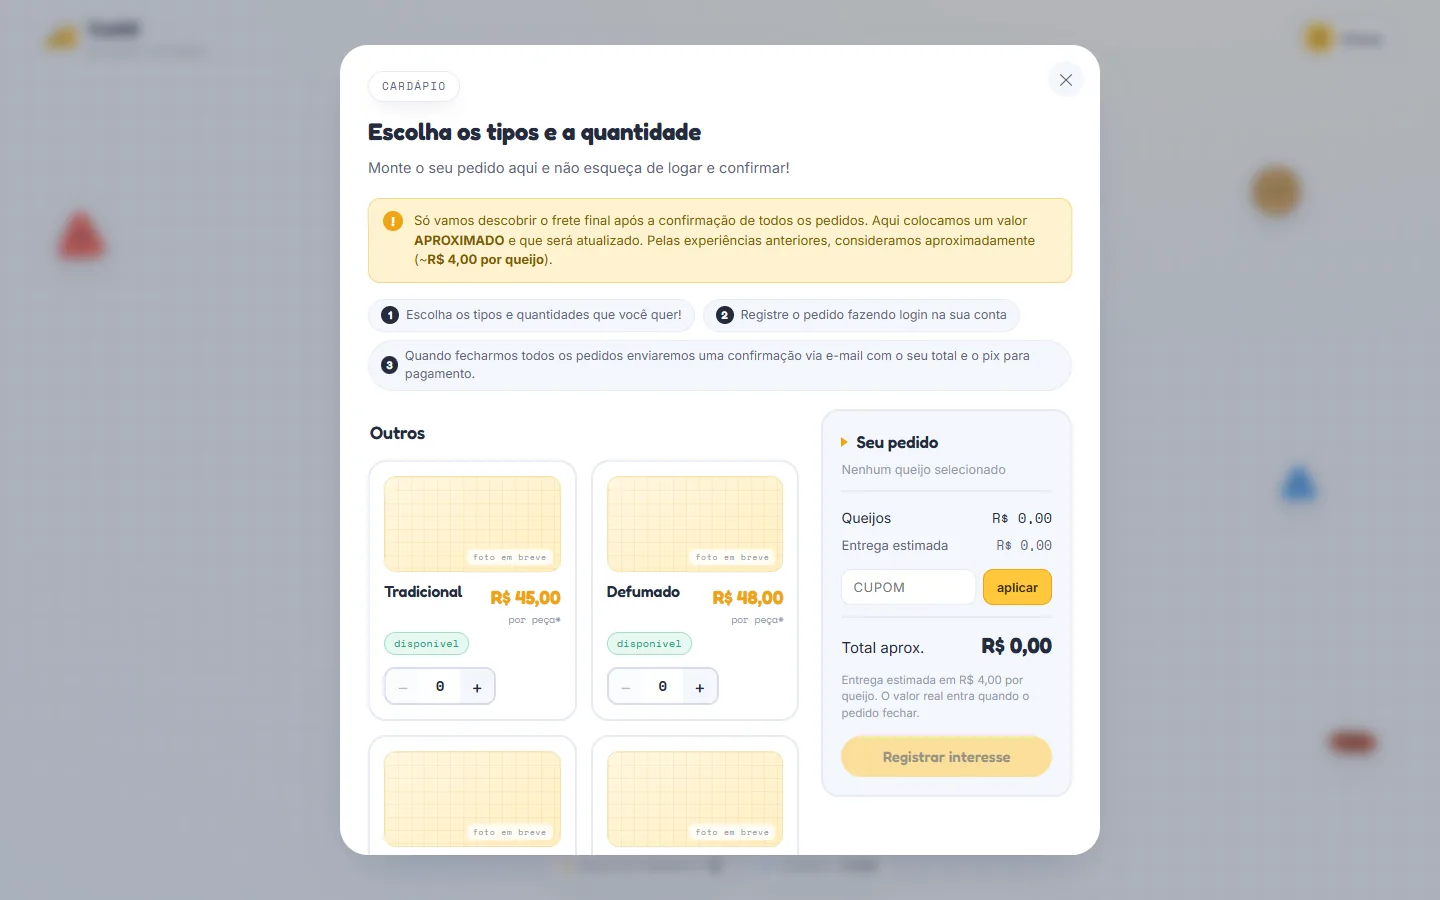 CARDÁPIO
Escolha os tipos e a quantidade
Monte o seu pedido aqui e não esqueça de logar e confirmar!
!
Só vamos descobrir o frete final após a confirmação de todos os pedidos. Aqui colocamos um valor
APROXIMADO e que será atualizado. Pelas experiências anteriores, consideramos aproximadamente
(~R$ 4,00 por queijo).
1 Escolha os tipos e quantidades que você quer!
2 Registre o pedido fazendo login na sua conta
3 Quando fecharmos todos os pedidos enviaremos uma confirmação via e-mail com o seu total e o pix para
pagamento.
Outros
foto em breve
Tradicional
R$ 45,00
por peça*
disponível
− 0 +
foto em breve
Defumado
R$ 48,00
por peça*
disponível
− 0 +
foto em breve
foto em breve
Seu pedido
Nenhum queijo selecionado
Queijos R$ 0,00
Entrega estimada R$ 0,00
CUPOM aplicar
Total aprox. R$ 0,00
Entrega estimada em R$ 4,00 por
queijo. O valor real entra quando o
pedido fechar.
Registrar interesse